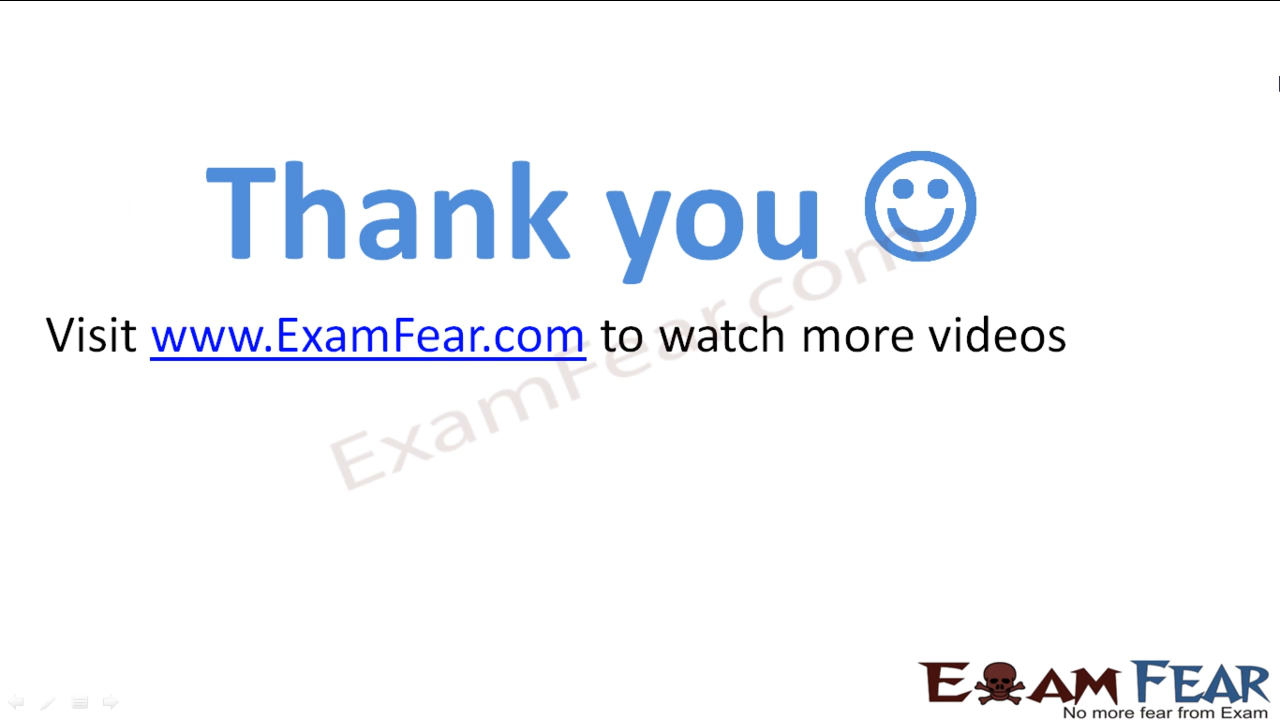 Thank you ☺
Visit www.ExamFear.com to watch more videos
ExamFear.com
EXAM FEAR
No more fear from Exam